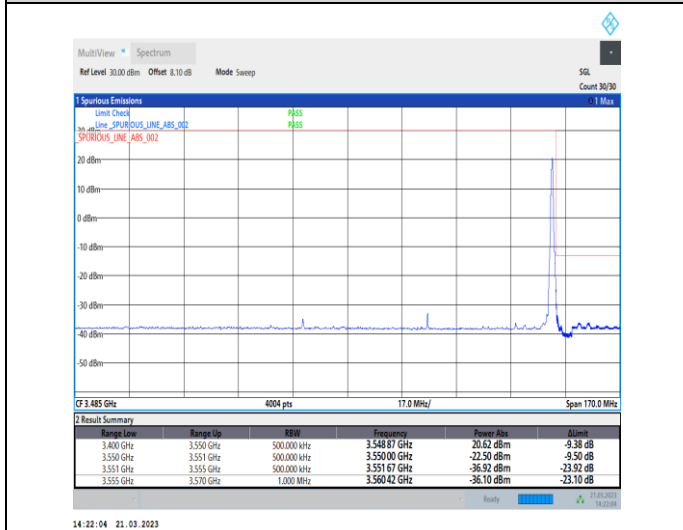 MultiView Spectrum
Ref Level 30.00 dBm Offset 8.10 dB Mode Sweep SGL
Count 30/30
1 Spurious Emissions 1 Max
Limit Check PASS
Line _SPURIOUS_LINE_ABS_002 PASS
30 dBm
_SPURIOUS_LINE_ABS_002
20 dBm
10 dBm
0 dBm
-10 dBm
-20 dBm
-30 dBm
-40 dBm
-50 dBm
CF 3.485 GHz 4004 pts 17.0 MHz/ Span 170.0 MHz
2 Result Summary
Range Low Range Up RBW Frequency Power Abs ΔLimit
3.400 GHz 3.550 GHz 500.000 kHz 3.548 87 GHz 20.62 dBm -9.38 dB
3.550 GHz 3.551 GHz 500.000 kHz 3.550 00 GHz -22.50 dBm -9.50 dB
3.551 GHz 3.555 GHz 500.000 kHz 3.551 67 GHz -36.92 dBm -23.92 dB
3.555 GHz 3.570 GHz 1.000 MHz 3.560 42 GHz -36.10 dBm -23.10 dB
Ready 21.03.2023
14:22:04
14:22:04 21.03.2023